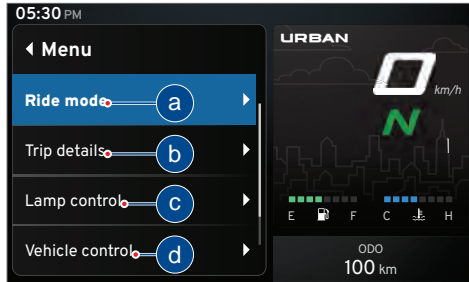 05:30 PM
Menu
Ride mode
a
Trip details
b
Lamp control
c
Vehicle control
d
URBAN
0
km/h
N
E F C H
ODO
100 km